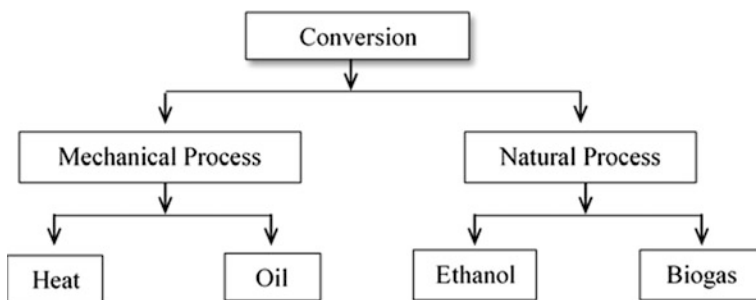 Conversion
Mechanical Process
Natural Process
Heat
Oil
Ethanol
Biogas